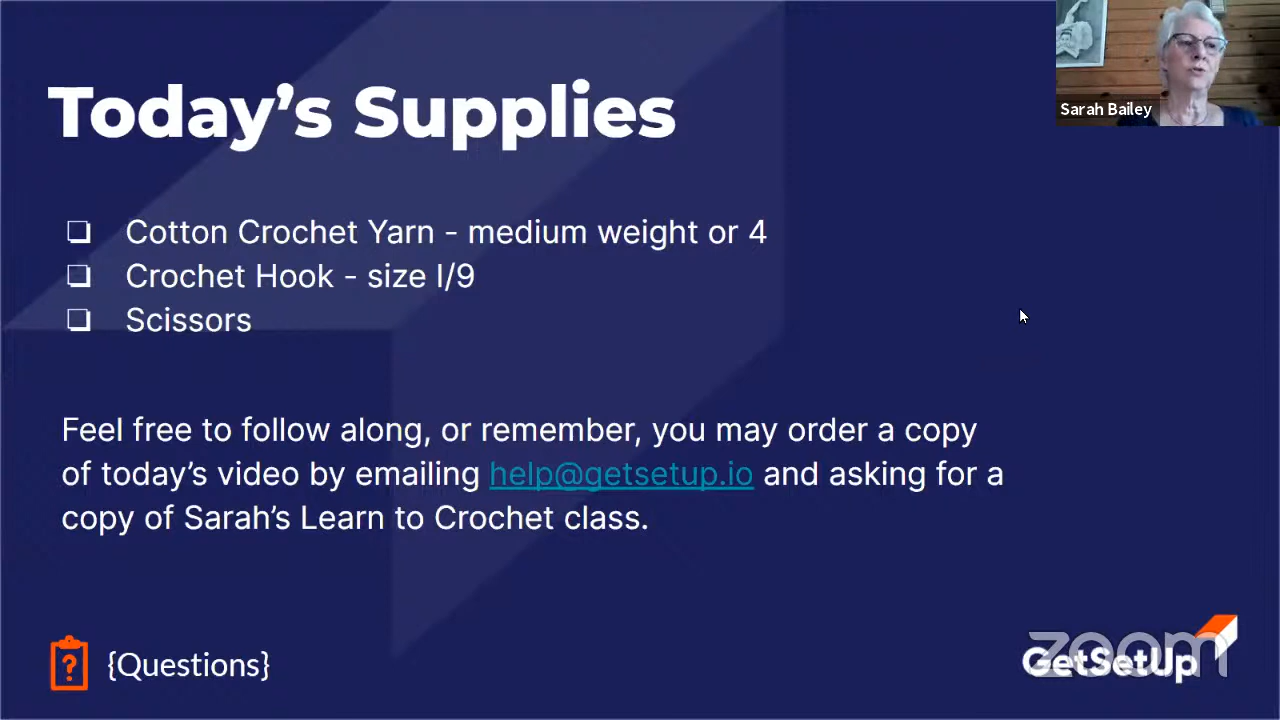 Today's Supplies
Sarah Bailey
❏ Cotton Crochet Yarn - medium weight or 4
❏ Crochet Hook - size I/9
❏ Scissors
Feel free to follow along, or remember, you may order a copy
of today's video by emailing help@getsetup.io and asking for a
copy of Sarah's Learn to Crochet class.
{Questions}
zoom
GetSetUp